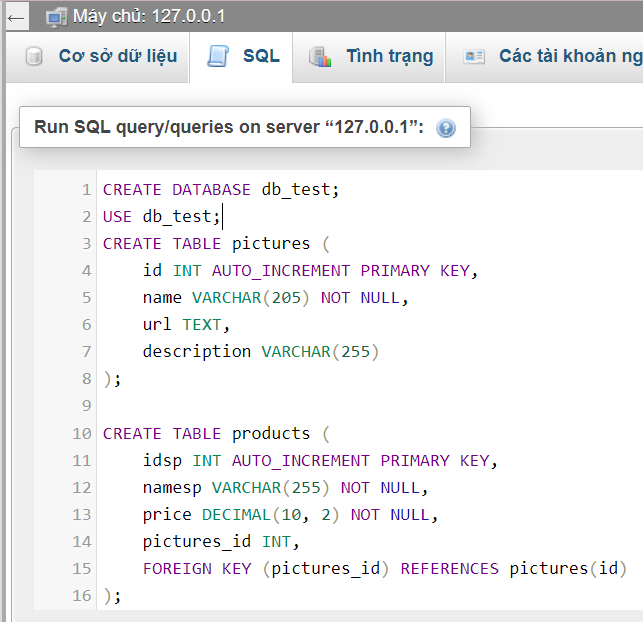 ← Máy chủ: 127.0.0.1
Cơ sở dữ liệu SQL Tình trạng Các tài khoản ng
Run SQL query/queries on server “127.0.0.1”:
1 CREATE DATABASE db_test;
2 USE db_test;
3 CREATE TABLE pictures (
4 id INT AUTO_INCREMENT PRIMARY KEY,
5 name VARCHAR(205) NOT NULL,
6 url TEXT,
7 description VARCHAR(255)
8 );
9
10 CREATE TABLE products (
11 idsp INT AUTO_INCREMENT PRIMARY KEY,
12 namesp VARCHAR(255) NOT NULL,
13 price DECIMAL(10, 2) NOT NULL,
14 pictures_id INT,
15 FOREIGN KEY (pictures_id) REFERENCES pictures(id)
16 );